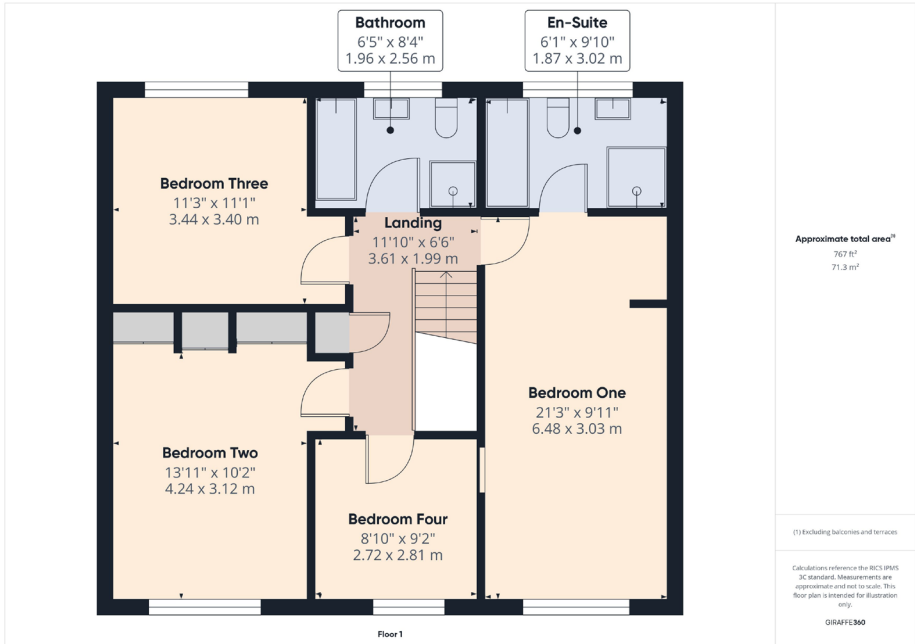 Bathroom
6'5" x 8'4"
1.96 x 2.56 m
En-Suite
6'1" x 9'10"
1.87 x 3.02 m
Bedroom Three
11'3" x 11'1"
3.44 x 3.40 m
Landing
11'10" x 6'6"
3.61 x 1.99 m
Bedroom One
21'3" x 9'11"
6.48 x 3.03 m
Bedroom Two
13'11" x 10'2"
4.24 x 3.12 m
Bedroom Four
8'10" x 9'2"
2.72 x 2.81 m
Floor 1
Approximate total area(1)
767 ft²
71.3 m²
(1) Excluding balconies and terraces
Calculations reference the RICS IPMS
3C standard. Measurements are
approximate and not to scale. This
floor plan is intended for illustration
only.
GIRAFFE360